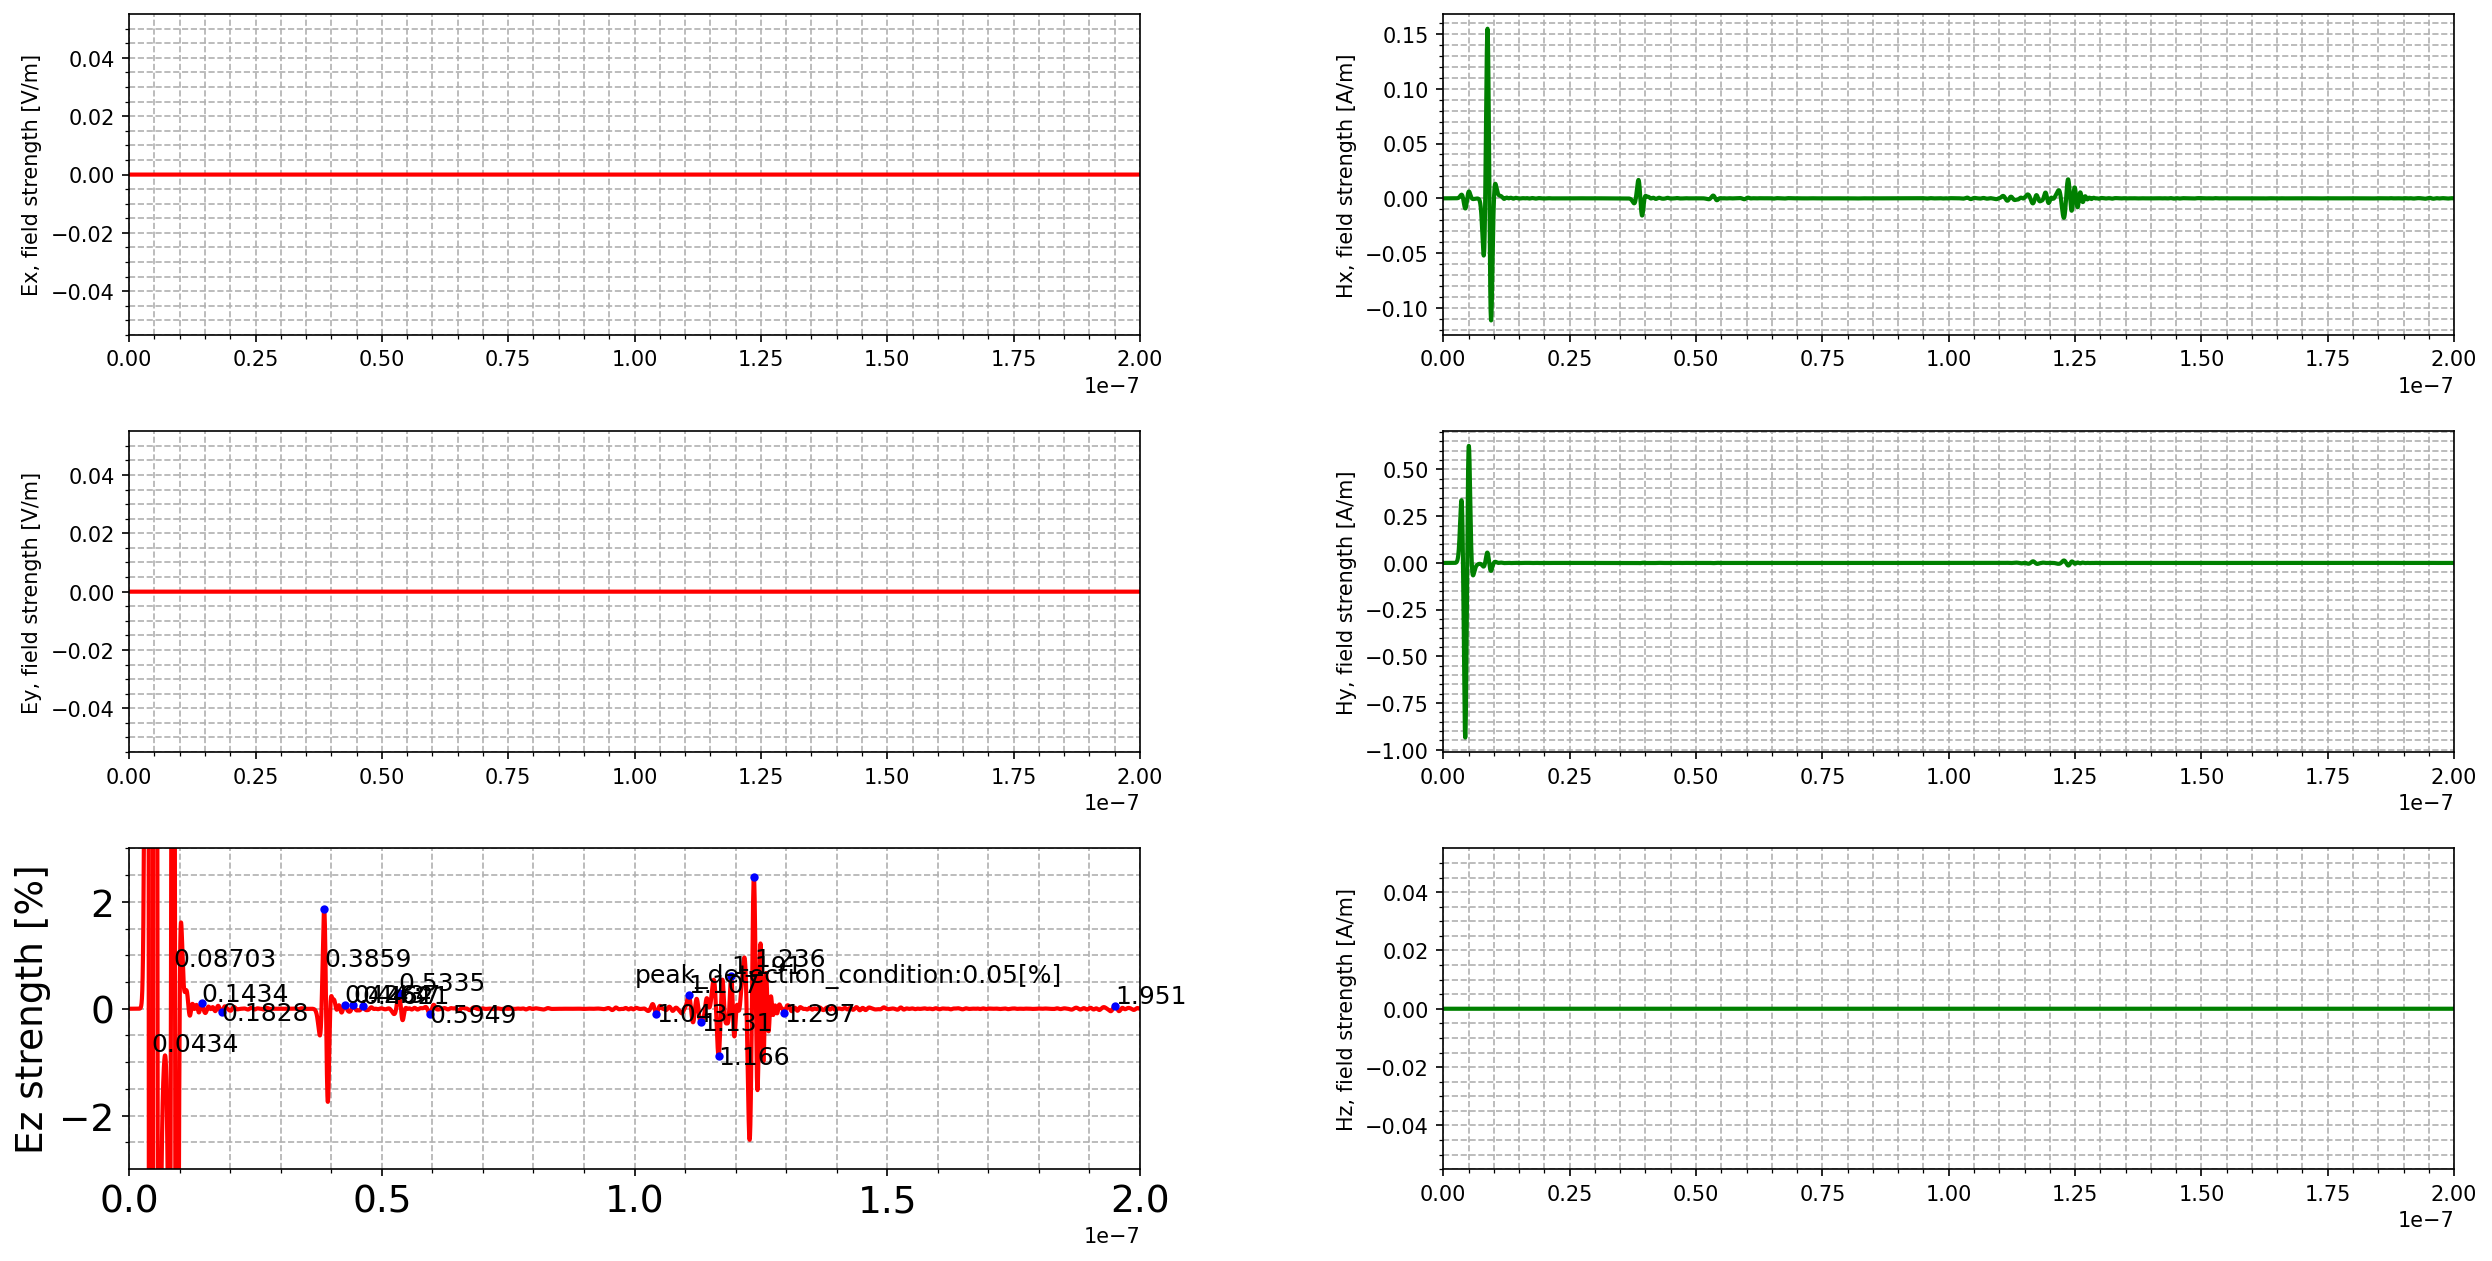 Ex, field strength [V/m]
0.04
0.02
0.00
−0.02
−0.04
0.00 0.25 0.50 0.75 1.00 1.25 1.50 1.75 2.00
1e−7
Hx, field strength [A/m]
0.15
0.10
0.05
0.00
−0.05
−0.10
0.00 0.25 0.50 0.75 1.00 1.25 1.50 1.75 2.00
1e−7
Ey, field strength [V/m]
0.04
0.02
0.00
−0.02
−0.04
0.00 0.25 0.50 0.75 1.00 1.25 1.50 1.75 2.00
1e−7
Hy, field strength [A/m]
0.50
0.25
0.00
−0.25
−0.50
−0.75
−1.00
0.00 0.25 0.50 0.75 1.00 1.25 1.50 1.75 2.00
1e−7
Ez strength [%]
2
0
−2
0.0434
0.08703
0.1434
0.1828
0.3859
0.5335
0.5949
peak_detection_condition:0.05[%]
1.043
1.107
1.131
1.166
1.191
1.236
1.297
1.951
0.0 0.5 1.0 1.5 2.0
1e−7
Hz, field strength [A/m]
0.04
0.02
0.00
−0.02
−0.04
0.00 0.25 0.50 0.75 1.00 1.25 1.50 1.75 2.00
1e−7